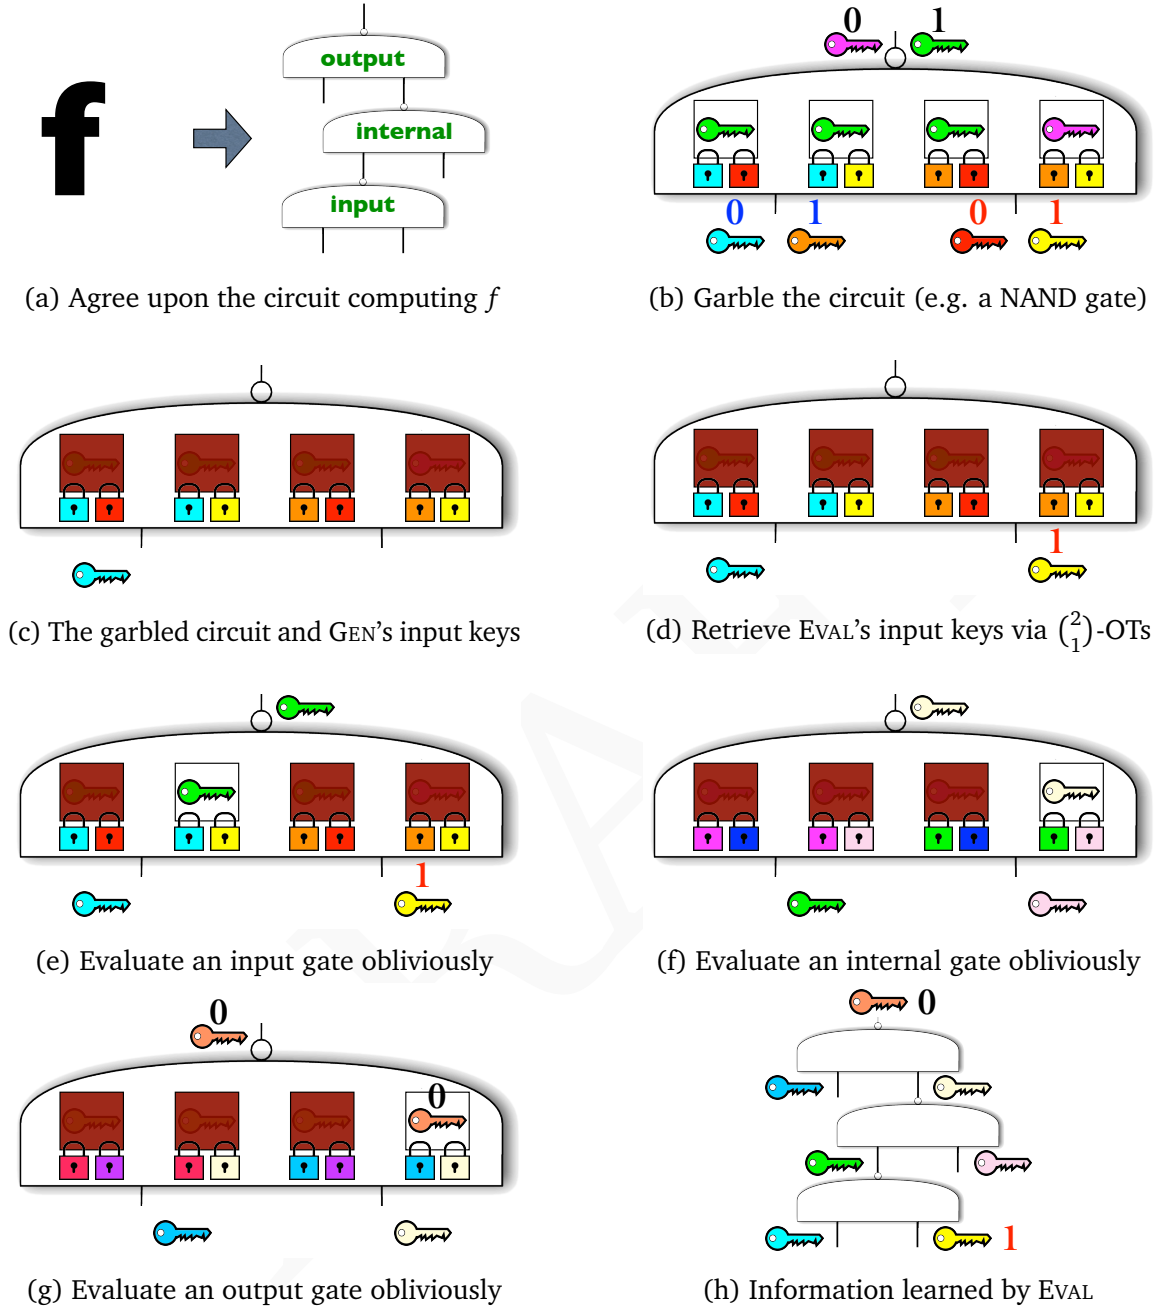 f
output
internal
input
0 1
0 1 0 1
(a) Agree upon the circuit computing f
(b) Garble the circuit (e.g. a NAND gate)
1
(c) The garbled circuit and GEN's input keys
(d) Retrieve EVAL's input keys via (2 1)-OTs
1
(e) Evaluate an input gate obliviously
(f) Evaluate an internal gate obliviously
0
0
0
1
(g) Evaluate an output gate obliviously
(h) Information learned by EVAL